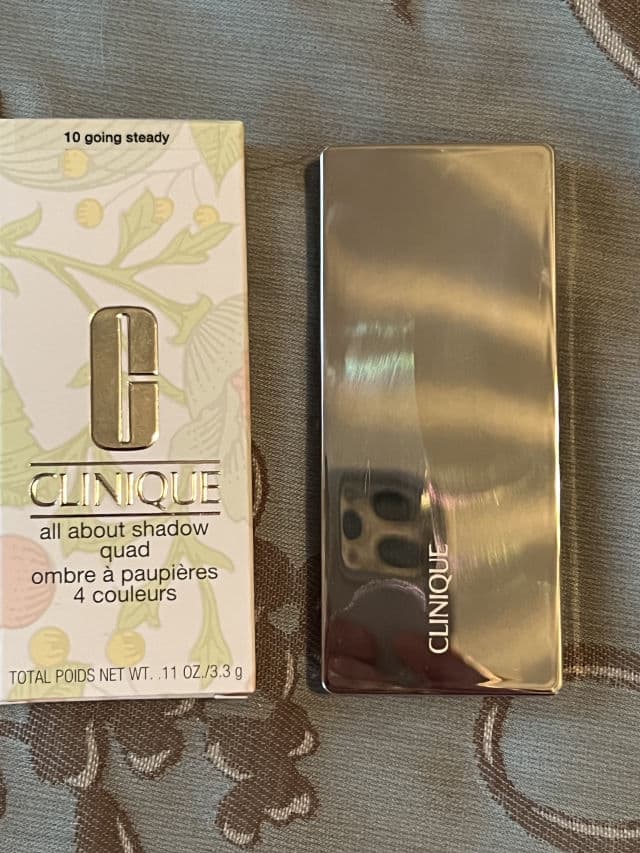 10 going steady
C
CLINIQUE
all about shadow
quad
ombre à paupières
4 couleurs
TOTAL POIDS NET WT. .11 OZ./3.3 g
CLINIQUE